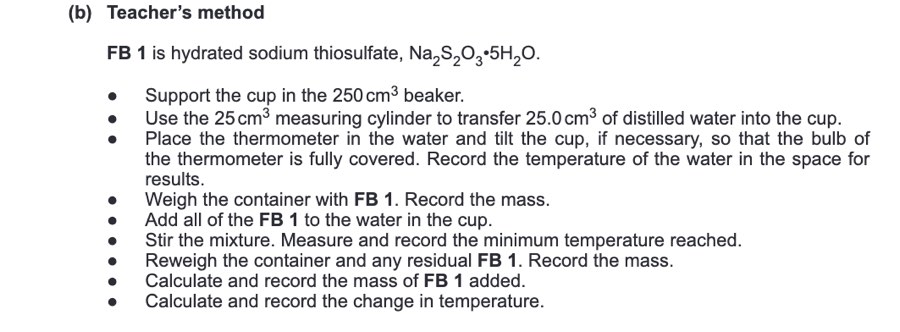 (b) Teacher's method
FB 1 is hydrated sodium thiosulfate, Na₂S₂O₃•5H₂O.
• Support the cup in the 250 cm³ beaker.
• Use the 25 cm³ measuring cylinder to transfer 25.0 cm³ of distilled water into the cup.
• Place the thermometer in the water and tilt the cup, if necessary, so that the bulb of
the thermometer is fully covered. Record the temperature of the water in the space for
results.
• Weigh the container with FB 1. Record the mass.
• Add all of the FB 1 to the water in the cup.
• Stir the mixture. Measure and record the minimum temperature reached.
• Reweigh the container and any residual FB 1. Record the mass.
• Calculate and record the mass of FB 1 added.
• Calculate and record the change in temperature.